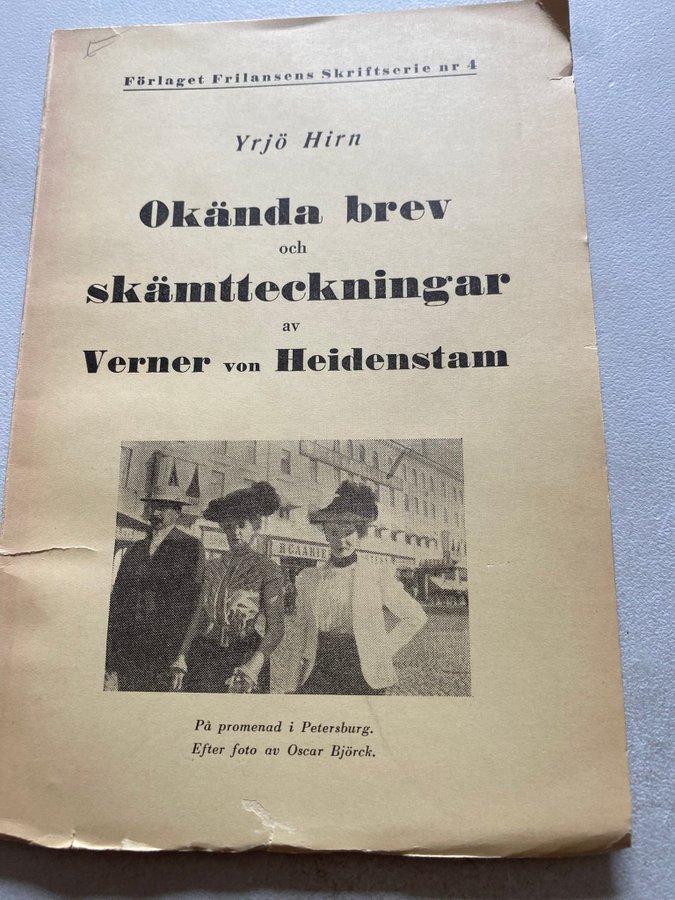 Förlaget Frilansens Skriftserie nr 4
Yrjö Hirn
Okända brev
och
skämtteckningar
av
Verner von Heidenstam
På promenad i Petersburg.
Efter foto av Oscar Björck.